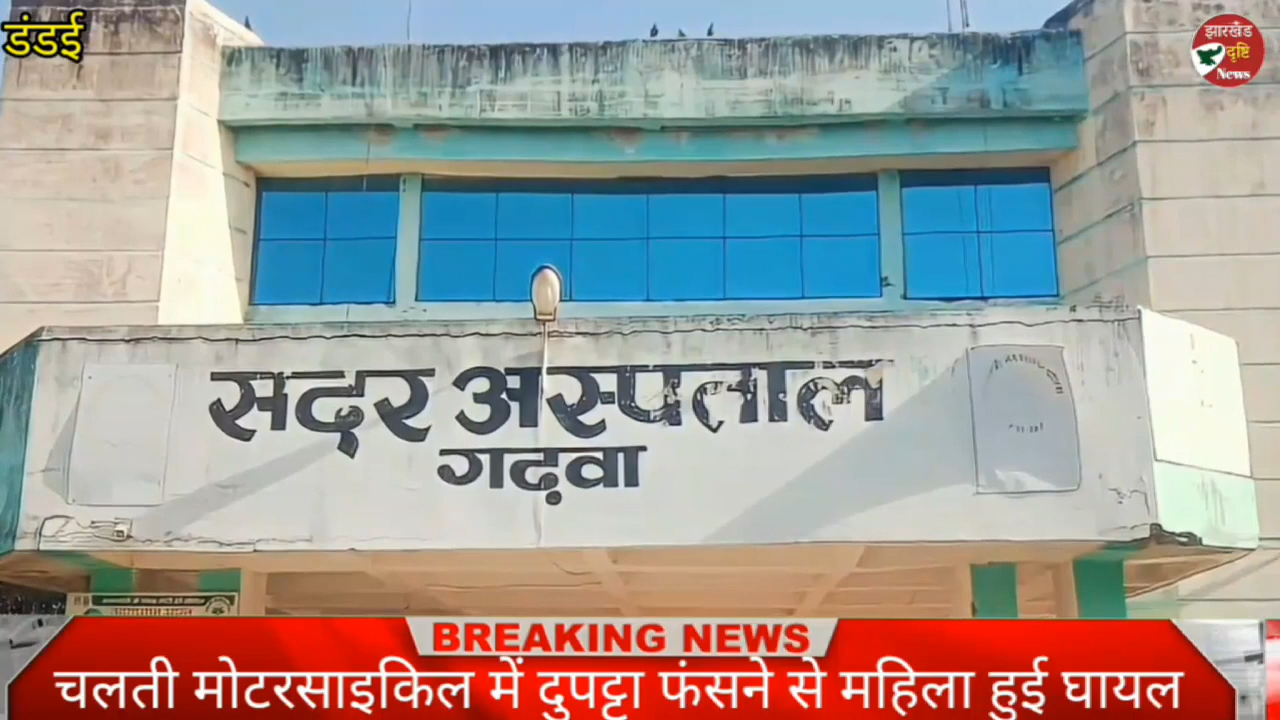 डंडई
झारखंड
दृष्टि
News
सदर अस्पताल
गढ़वा
BREAKING NEWS
चलती मोटरसाइकिल में दुपट्टा फंसने से महिला हुई घायल